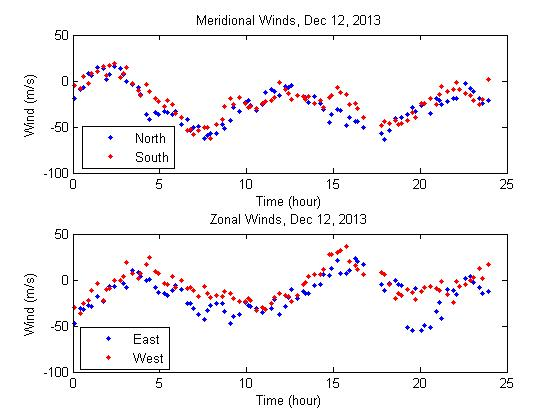 Meridional Winds, Dec 12, 2013
50
0
-50
-100
Wind (m/s)
North
South
0 5 10 15 20 25
Time (hour)
Zonal Winds, Dec 12, 2013
50
0
-50
-100
Wind (m/s)
East
West
0 5 10 15 20 25
Time (hour)